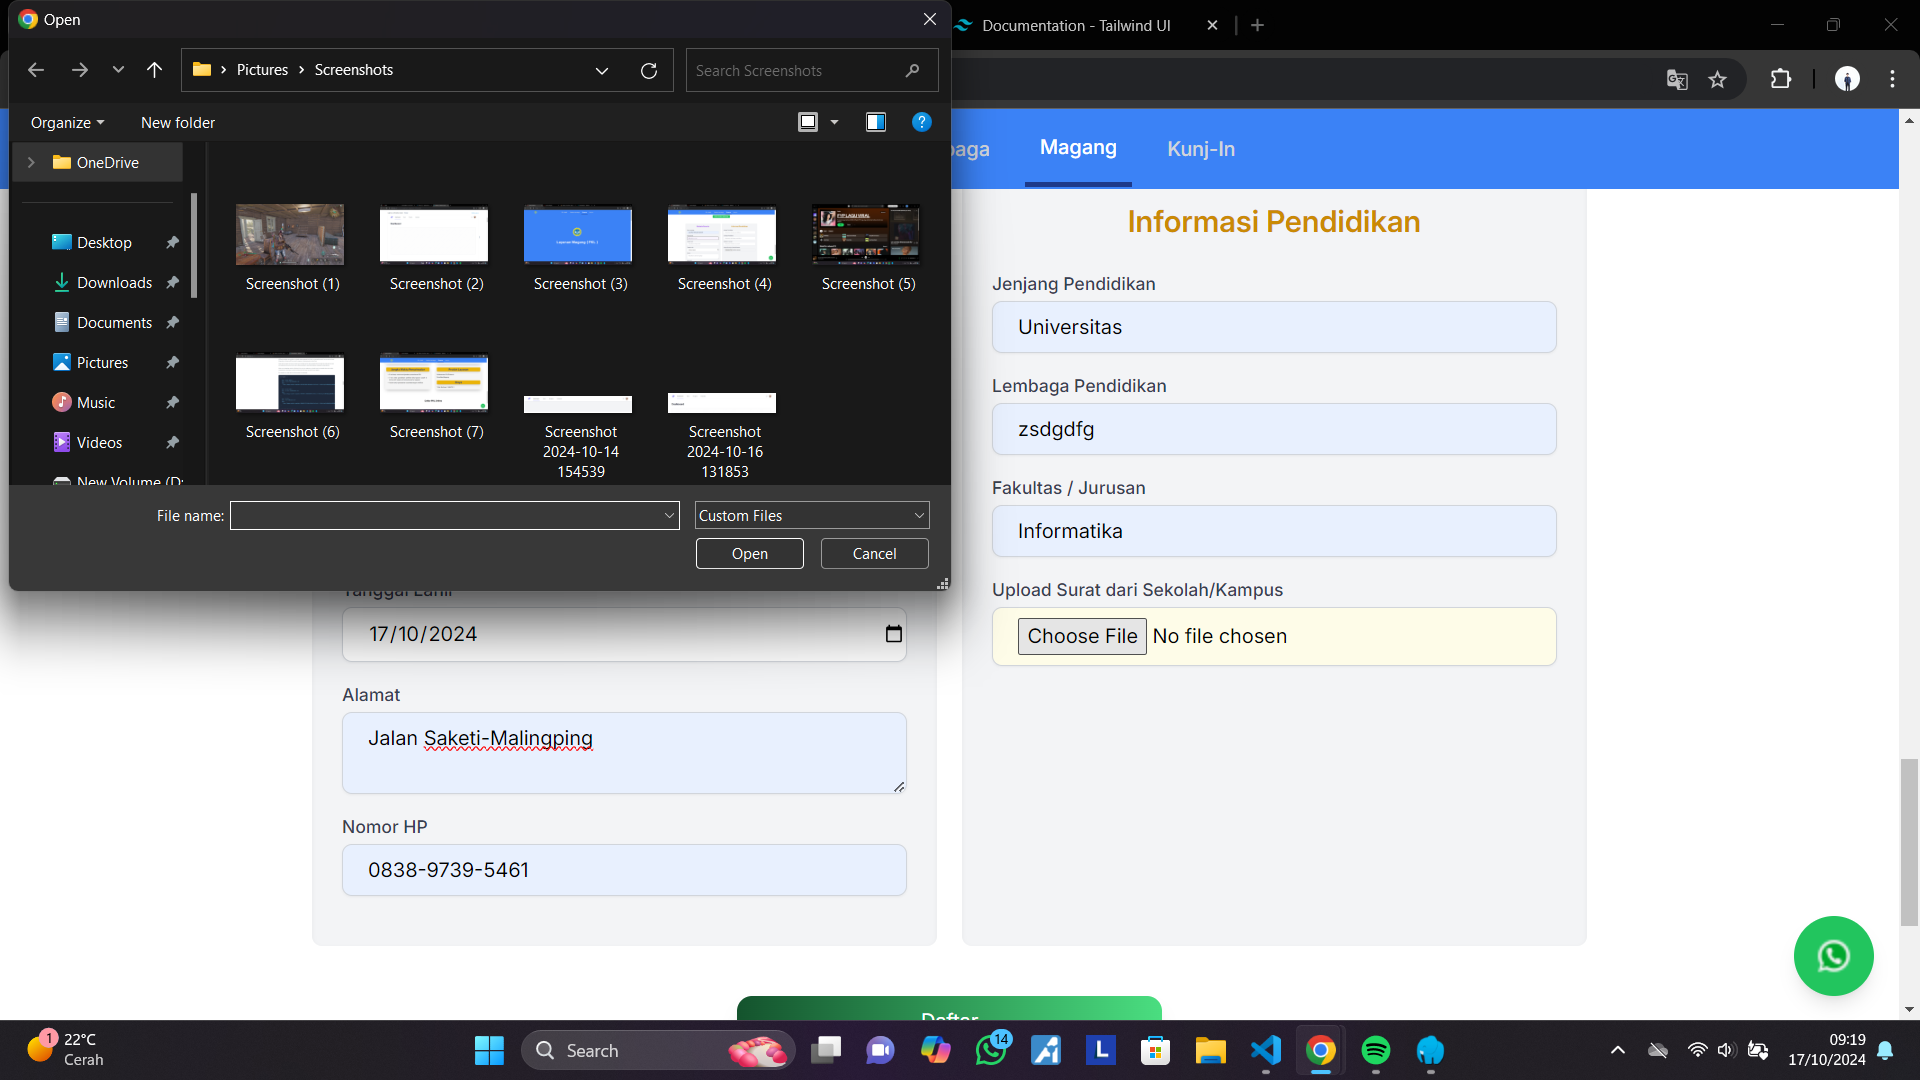 Open
Documentation - Tailwind UI
Pictures
Screenshots
Search Screenshots
Organize
New folder
OneDrive
Desktop
Downloads
Documents
Pictures
Music
Videos
New Volume (D:
Screenshot (1)
Screenshot (2)
Screenshot (3)
Screenshot (4)
Screenshot (5)
Screenshot (6)
Screenshot (7)
Screenshot
2024-10-14
154539
Screenshot
2024-10-16
131853
File name:
Custom Files
Open
Cancel
baga
Magang
Kunj-In
Informasi Pendidikan
Jenjang Pendidikan
Universitas
Lembaga Pendidikan
zsdgdfg
Fakultas / Jurusan
Informatika
Upload Surat dari Sekolah/Kampus
Choose File No file chosen
Tanggal Lahir
17/10/2024
Alamat
Jalan Saketi-Malingping
Nomor HP
0838-9739-5461
Daftar
1
22°C
Cerah
Search
14
L
09:19
17/10/2024